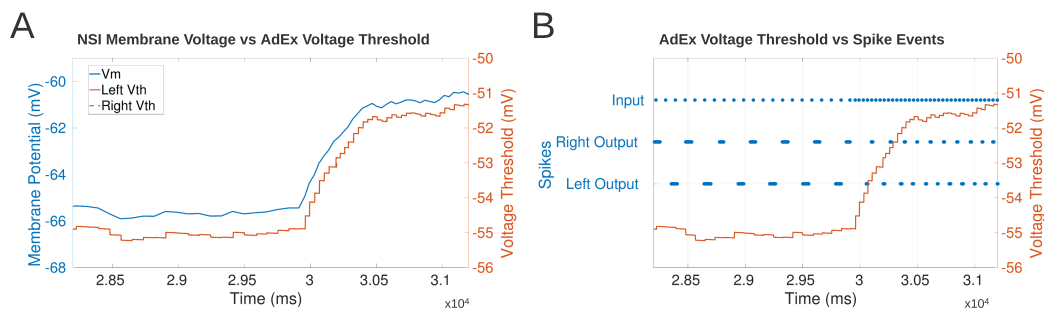 A
NSI Membrane Voltage vs AdEx Voltage Threshold
Membrane Potential (mV)
-60
-62
-64
-66
-68
Vm
Left Vth
Right Vth
-50
-51
-52
-53
-54
-55
-56
Voltage Threshold (mV)
2.85 2.9 2.95 3 3.05 3.1
Time (ms)
x10⁴
B
AdEx Voltage Threshold vs Spike Events
Spikes
Input
Right Output
Left Output
-50
-51
-52
-53
-54
-55
-56
Voltage Threshold (mV)
2.85 2.9 2.95 3 3.05 3.1
Time (ms)
x10⁴